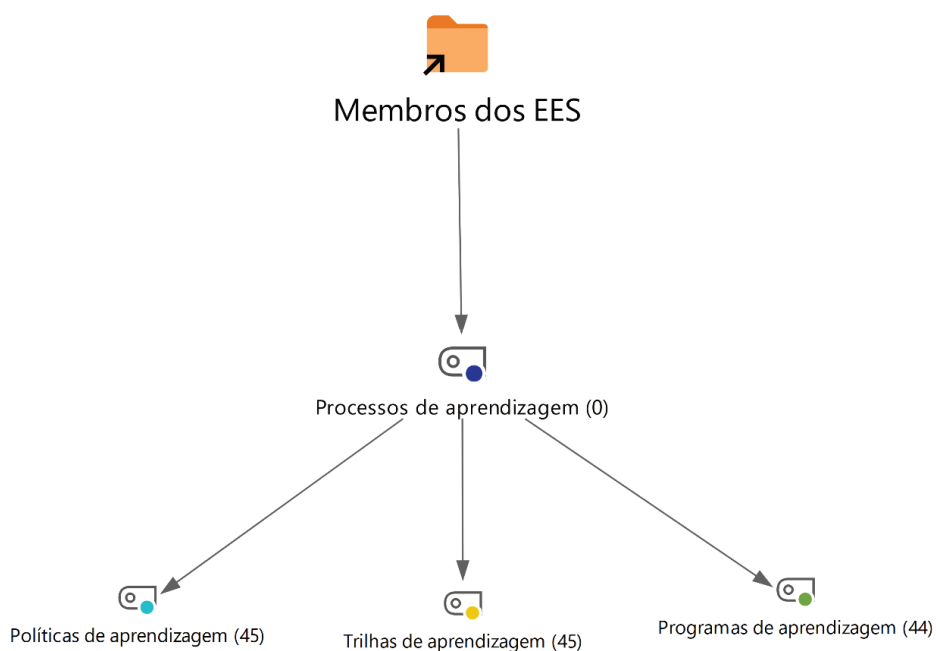 Membros dos EES
Processos de aprendizagem (0)
Políticas de aprendizagem (45)
Trilhas de aprendizagem (45)
Programas de aprendizagem (44)